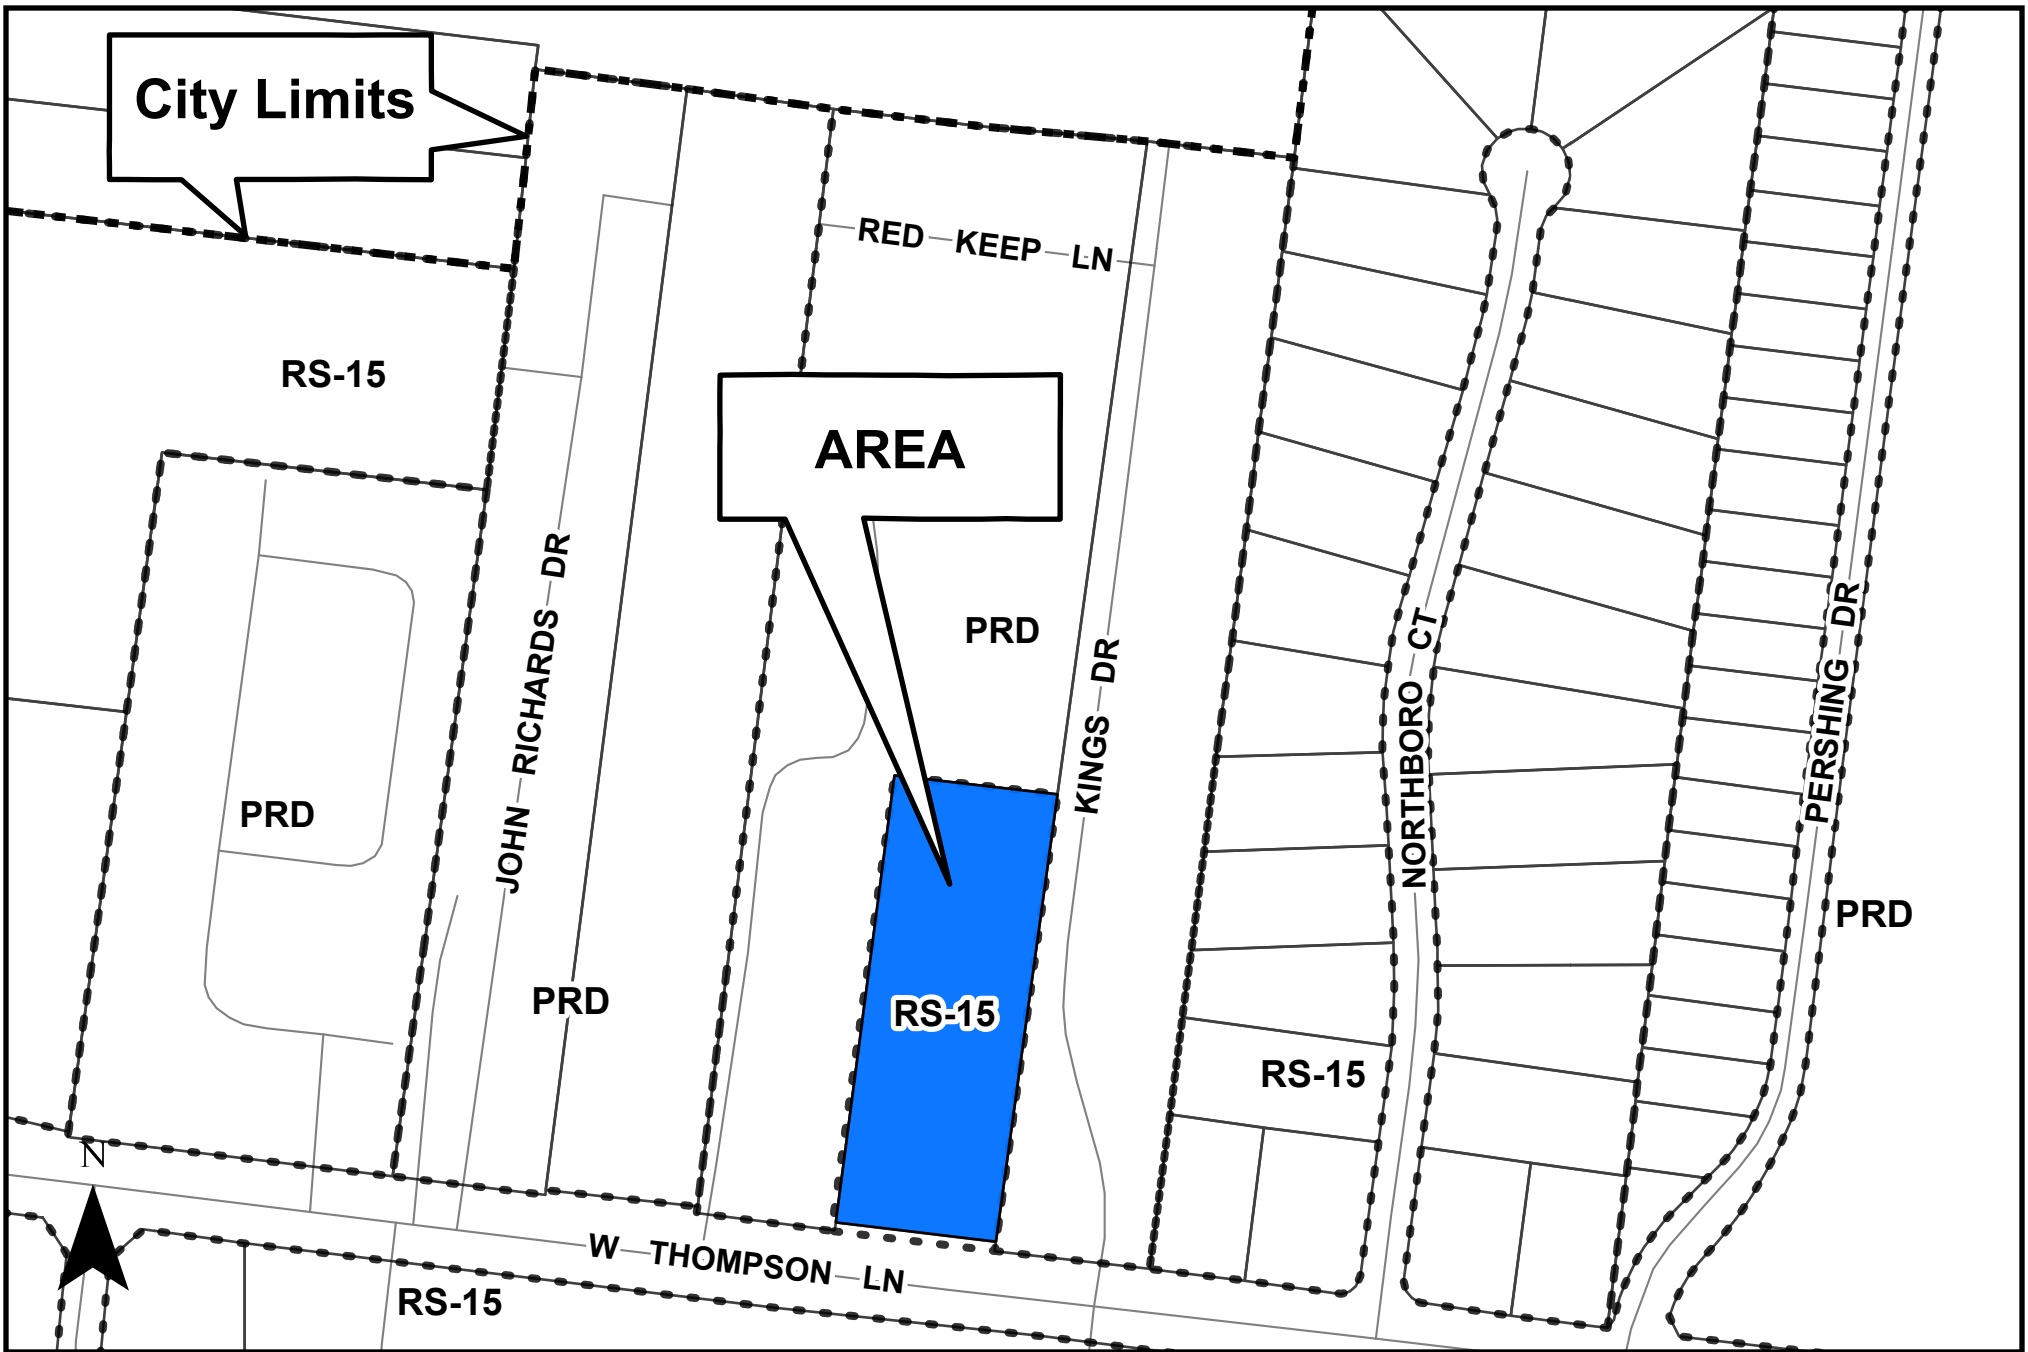 City Limits
RED KEEP LN
RS-15
AREA
JOHN RICHARDS DR
PRD
KINGS DR
NORTHBORO CT
PERSHING DR
PRD
PRD
PRD
RS-15
RS-15
N
W THOMPSON LN
RS-15